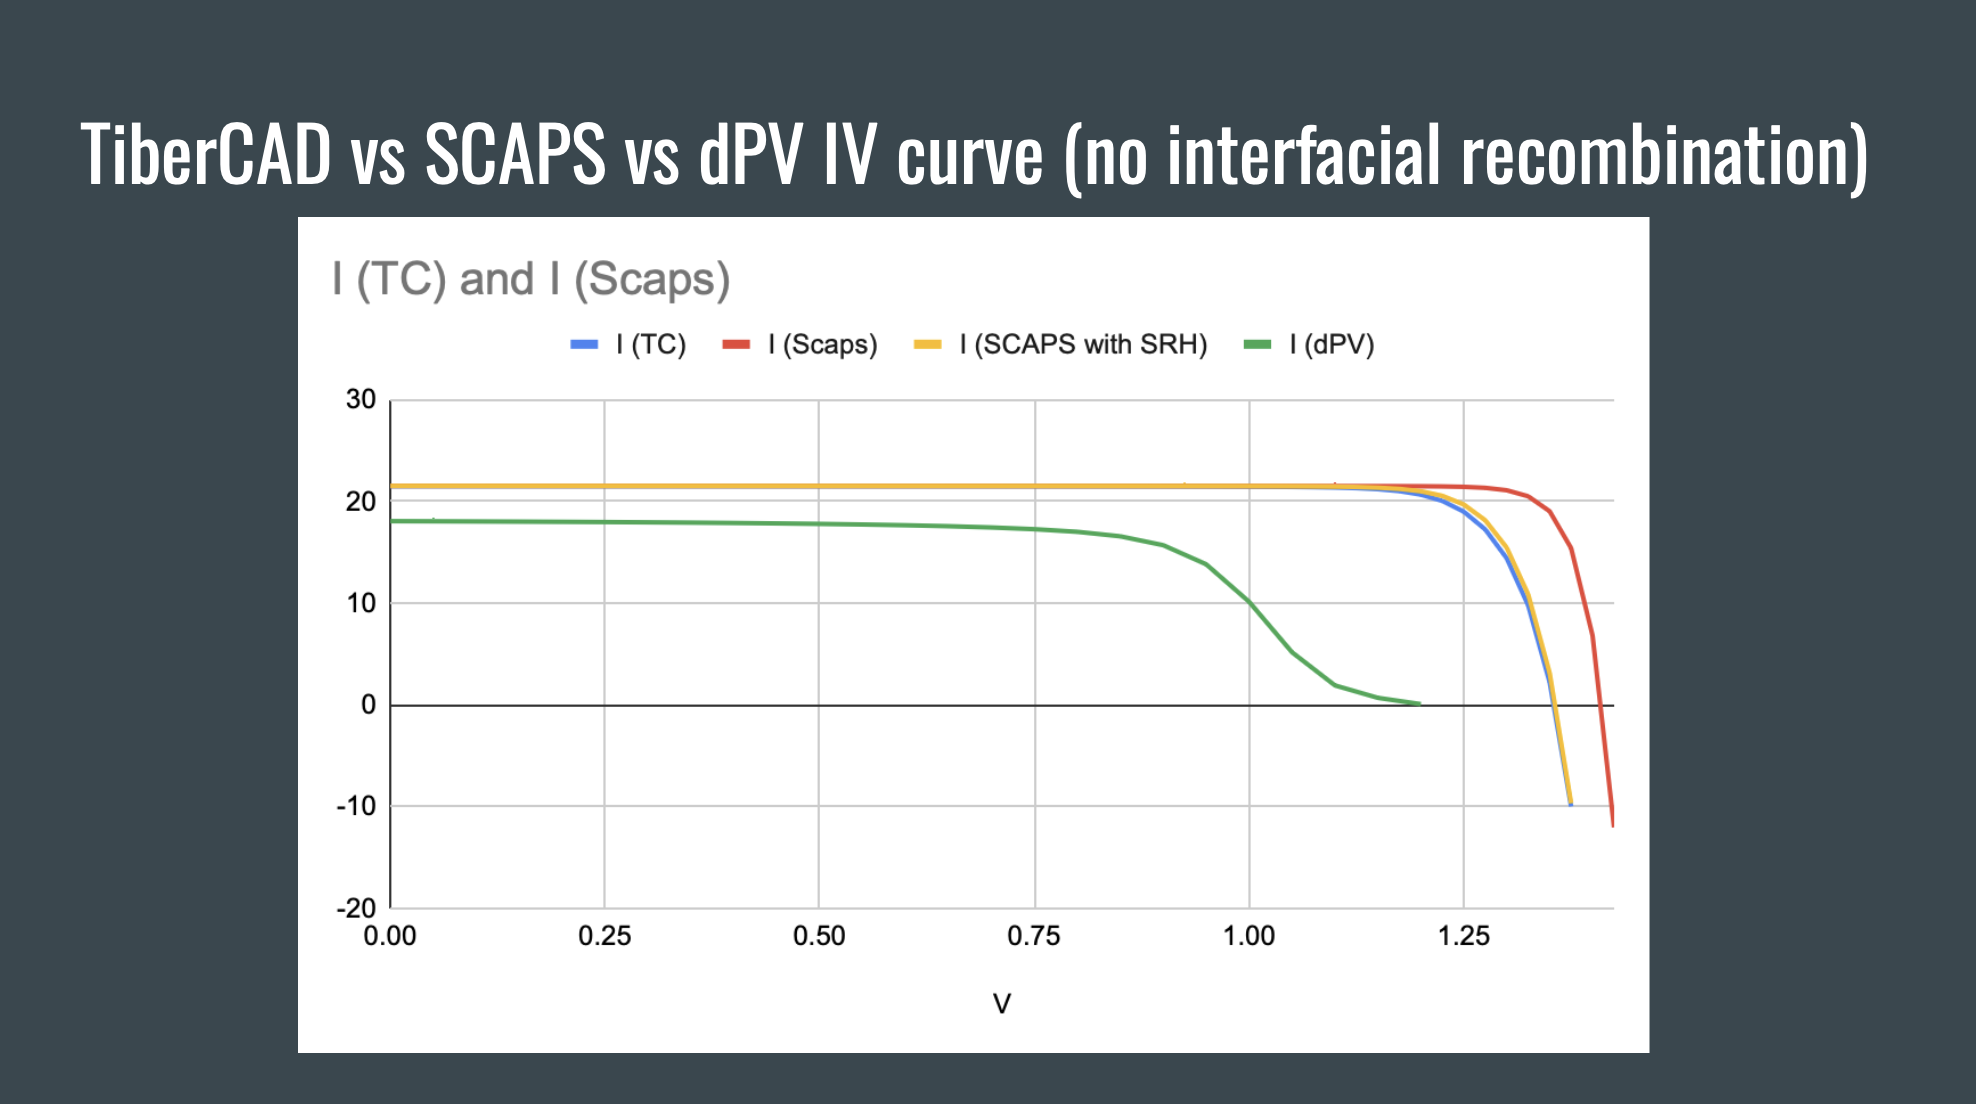 TiberCAD vs SCAPS vs dPV IV curve (no interfacial recombination)
I (TC) and I (Scaps)
I (TC) I (Scaps) I (SCAPS with SRH) I (dPV)
30
20
10
0
-10
-20
0.00 0.25 0.50 0.75 1.00 1.25
V